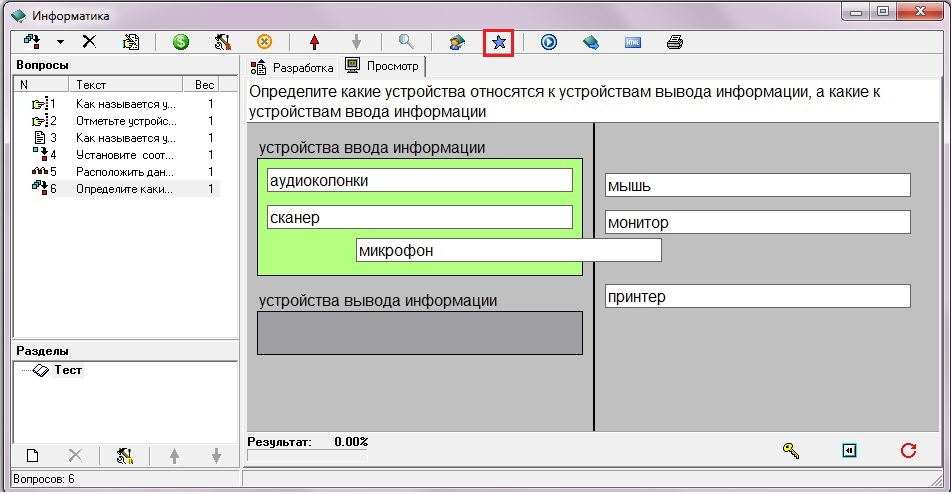 Информатика
Вопросы
N Текст Вес
1 Как называется у... 1
2 Отметьте устройс... 1
3 Как называется у... 1
4 Установите соот... 1
5 Расположить дан... 1
6 Определите каки... 1
Разделы
Тест
Вопросов: 6
Разработка Просмотр
Определите какие устройства относятся к устройствам вывода информации, а какие к
устройствам ввода информации
устройства ввода информации
аудиоколонки
мышь
сканер
монитор
микрофон
устройства вывода информации
принтер
Результат: 0.00%
HTML